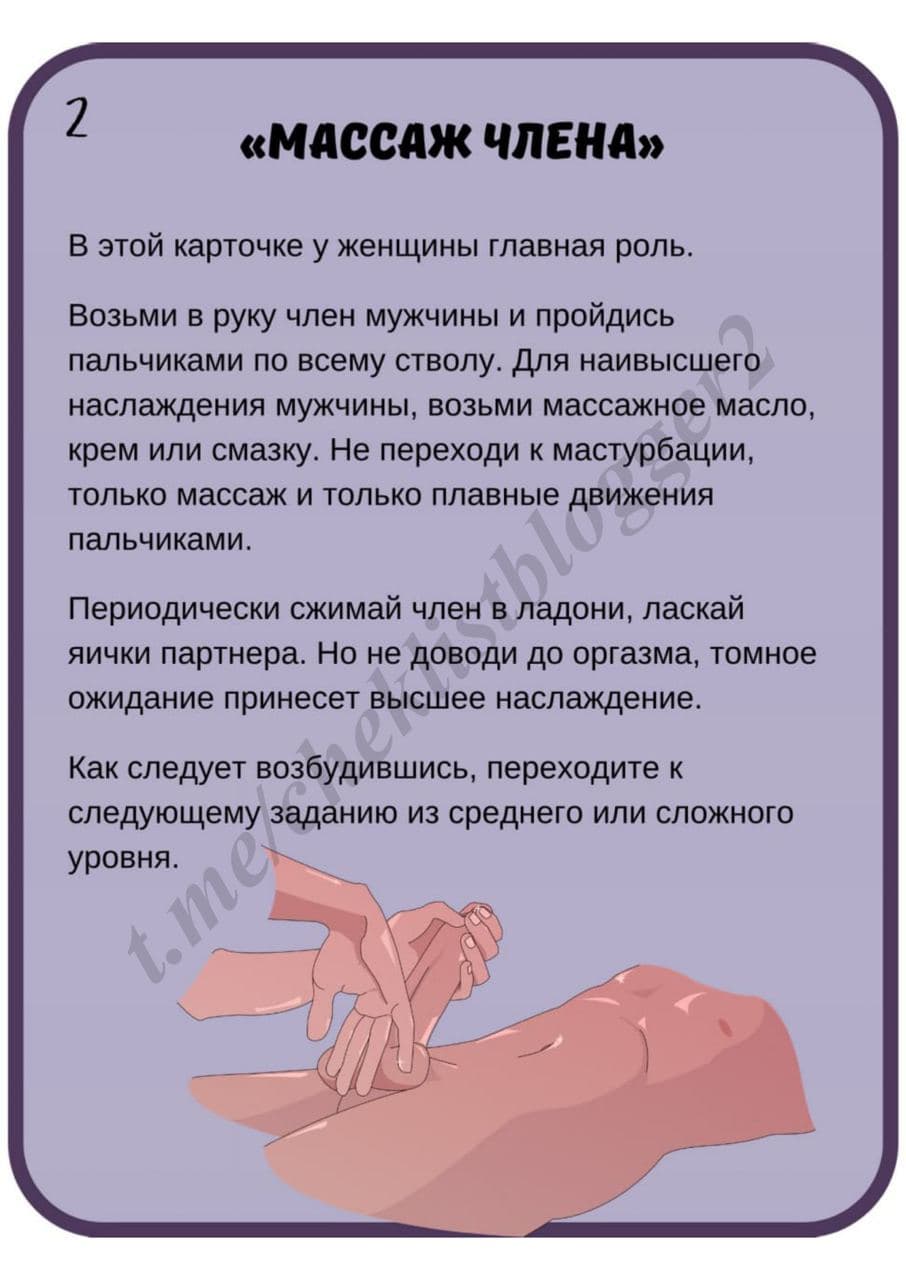 2
«МАССАЖ ЧЛЕНА»
В этой карточке у женщины главная роль.
Возьми в руку член мужчины и пройдись
пальчиками по всему стволу. Для наивысшего
наслаждения мужчины, возьми массажное масло,
крем или смазку. Не переходи к мастурбации,
только массаж и только плавные движения
пальчиками.
Периодически сжимай член в ладони, ласкай
яички партнера. Но не доводи до оргазма, томное
ожидание принесет высшее наслаждение.
Как следует возбудившись, переходите к
следующему заданию из среднего или сложного
уровня.
t.me/cheklistblogger2